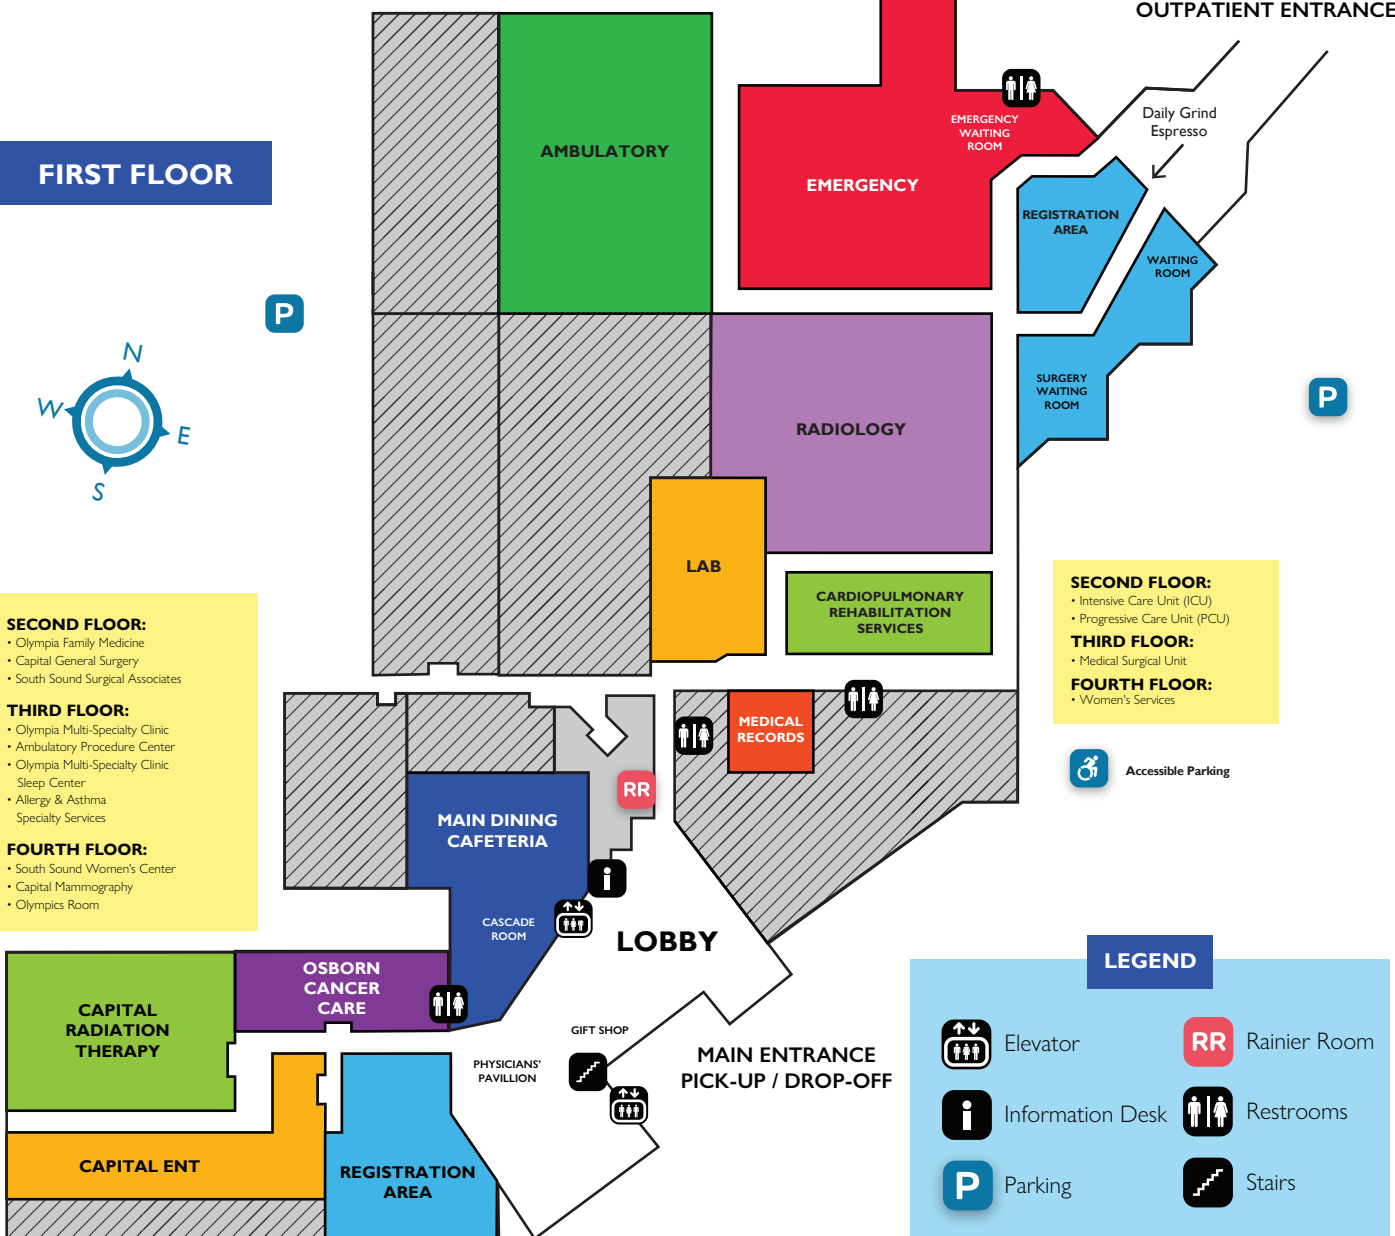 OUTPATIENT ENTRANCE
FIRST FLOOR
AMBULATORY
EMERGENCY
WAITING
ROOM
EMERGENCY
Daily Grind
Espresso
REGISTRATION
AREA
WAITING
ROOM
P
N
W
E
S
SURGERY
WAITING
ROOM
P
RADIOLOGY
LAB
CARDIOPULMONARY
REHABILITATION
SERVICES
SECOND FLOOR:
• Intensive Care Unit (ICU)
• Progressive Care Unit (PCU)
THIRD FLOOR:
• Medical Surgical Unit
FOURTH FLOOR:
• Women's Services
Accessible Parking
SECOND FLOOR:
• Olympia Family Medicine
• Capital General Surgery
• South Sound Surgical Associates
THIRD FLOOR:
• Olympia Multi-Specialty Clinic
• Ambulatory Procedure Center
• Olympia Multi-Specialty Clinic
Sleep Center
• Allergy & Asthma
Specialty Services
FOURTH FLOOR:
• South Sound Women's Center
• Capital Mammography
• Olympics Room
MEDICAL
RECORDS
RR
MAIN DINING
CAFETERIA
i
CASCADE
ROOM
LOBBY
OSBORN
CANCER
CARE
CAPITAL
RADIATION
THERAPY
GIFT SHOP
PHYSICIANS'
PAVILLION
MAIN ENTRANCE
PICK-UP / DROP-OFF
CAPITAL ENT
REGISTRATION
AREA
LEGEND
Elevator
RR Rainier Room
i Information Desk
Restrooms
P Parking
Stairs